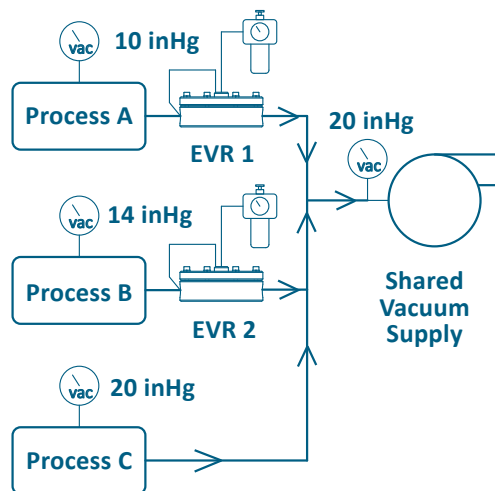 10 inHg
vac
Process A
EVR 1
20 inHg
vac
14 inHg
vac
Process B
EVR 2
Shared
Vacuum
Supply
20 inHg
vac
Process C